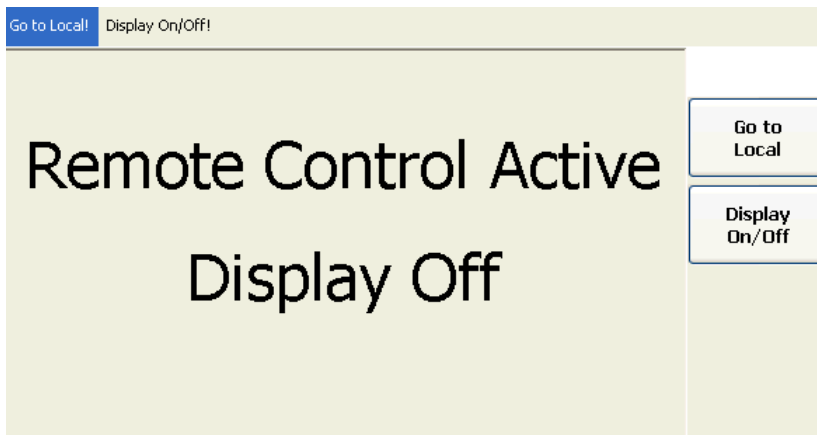 Go to Local! Display On/Off!
Remote Control Active
Display Off
Go to
Local
Display
On/Off